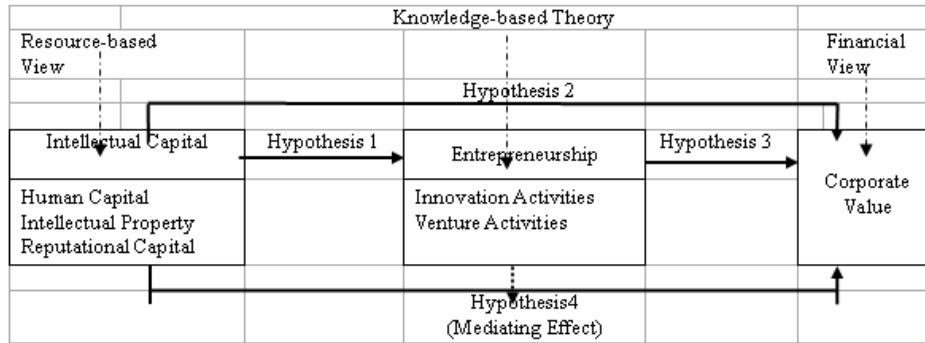 Knowledge-based Theory
Resource-based
View
Financial
View
Hypothesis 2
Intellectual Capital
Hypothesis 1
Entrepreneurship
Hypothesis 3
Corporate
Value
Human Capital
Intellectual Property
Reputational Capital
Innovation Activities
Venture Activities
Hypothesis4
(Mediating Effect)